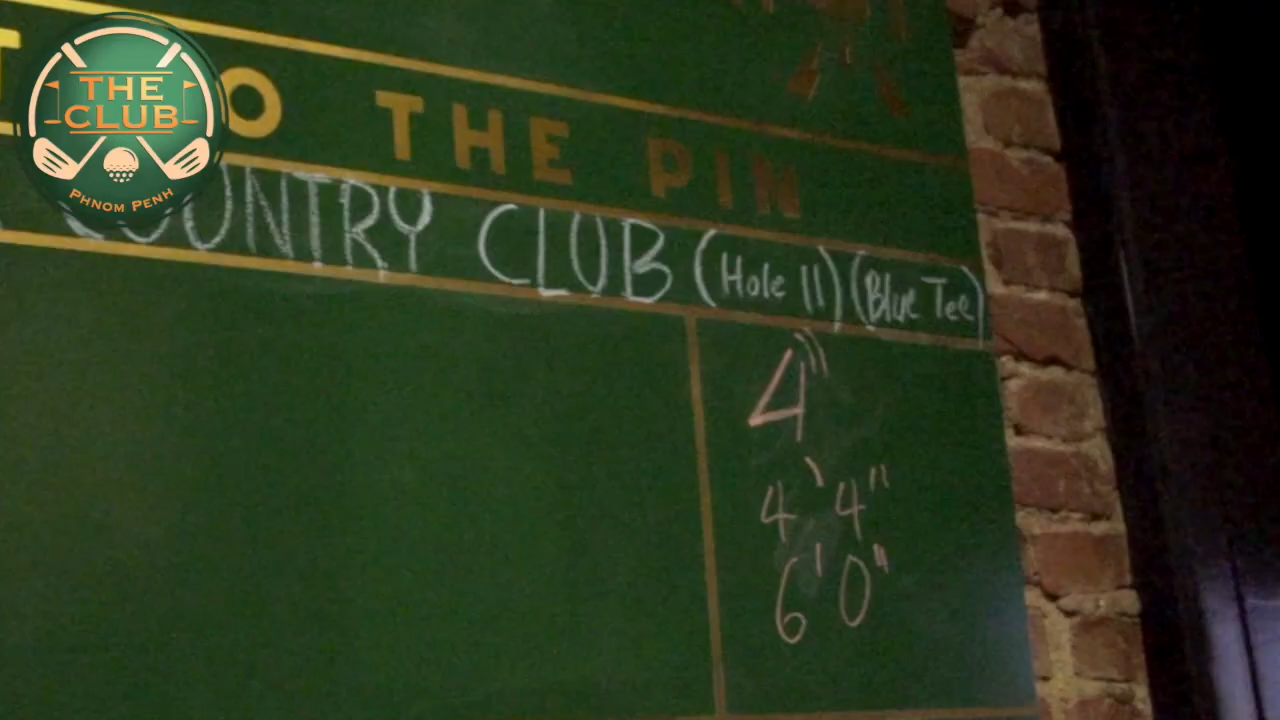 THE
CLUB
PHNOM PENH
O THE PIN
COUNTRY CLUB (Hole 11) (Blue Tee)
4"
4' 4"
6' 0"